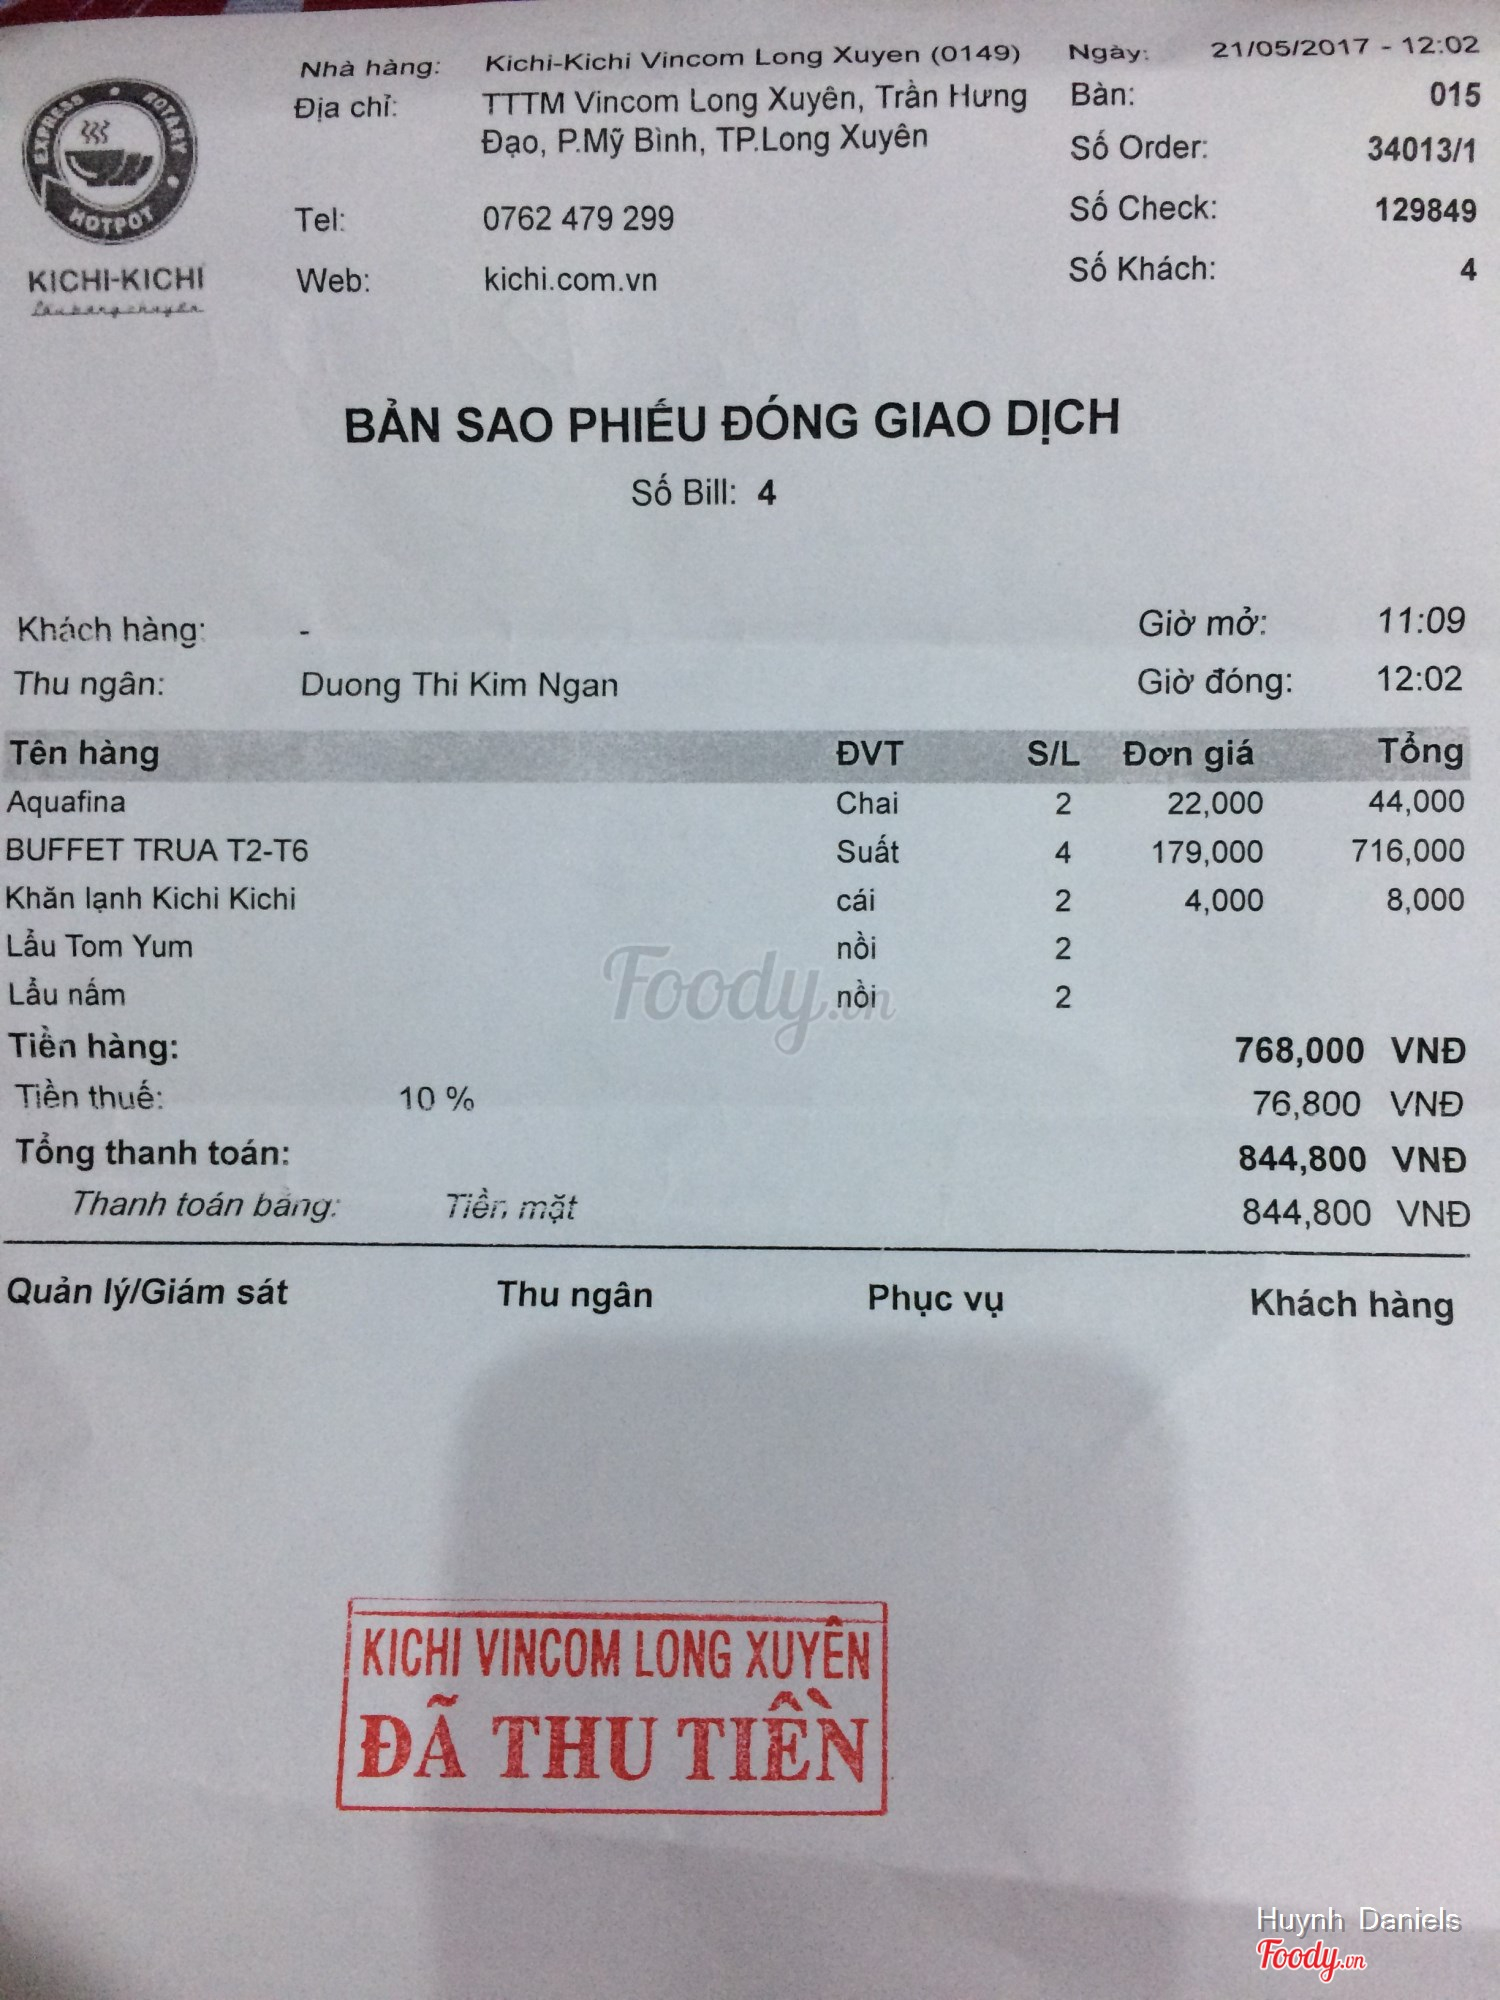 EXPRESS • ROTARY • HOTPOT
KICHI-KICHI
Lẩu băng chuyền
Nhà hàng: Kichi-Kichi Vincom Long Xuyen (0149) Ngày: 21/05/2017 - 12:02
Địa chỉ: TTTM Vincom Long Xuyên, Trần Hưng Bàn: 015
Đạo, P.Mỹ Bình, TP.Long Xuyên Số Order: 34013/1
Tel: 0762 479 299 Số Check: 129849
Web: kichi.com.vn Số Khách: 4
BẢN SAO PHIẾU ĐÓNG GIAO DỊCH
Số Bill: 4
Khách hàng: - Giờ mở: 11:09
Thu ngân: Duong Thi Kim Ngan Giờ đóng: 12:02
Tên hàng ĐVT S/L Đơn giá Tổng
Aquafina Chai 2 22,000 44,000
BUFFET TRUA T2-T6 Suất 4 179,000 716,000
Khăn lạnh Kichi Kichi cái 2 4,000 8,000
Lẩu Tom Yum nồi 2
Lẩu nấm nồi 2
Foody.vn
Tiền hàng: 768,000 VNĐ
Tiền thuế: 10 % 76,800 VNĐ
Tổng thanh toán: 844,800 VNĐ
Thanh toán bằng: Tiền mặt 844,800 VNĐ
Quản lý/Giám sát Thu ngân Phục vụ Khách hàng
KICHI VINCOM LONG XUYÊN
ĐÃ THU TIỀN
Huynh Daniels
Foody.vn